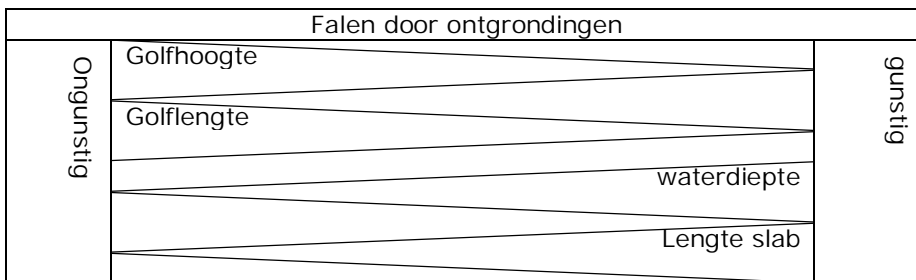 Falen door ontgrondingen
Ongunstig
Golfhoogte
Golflengte
waterdiepte
Lengte slab
gunstig